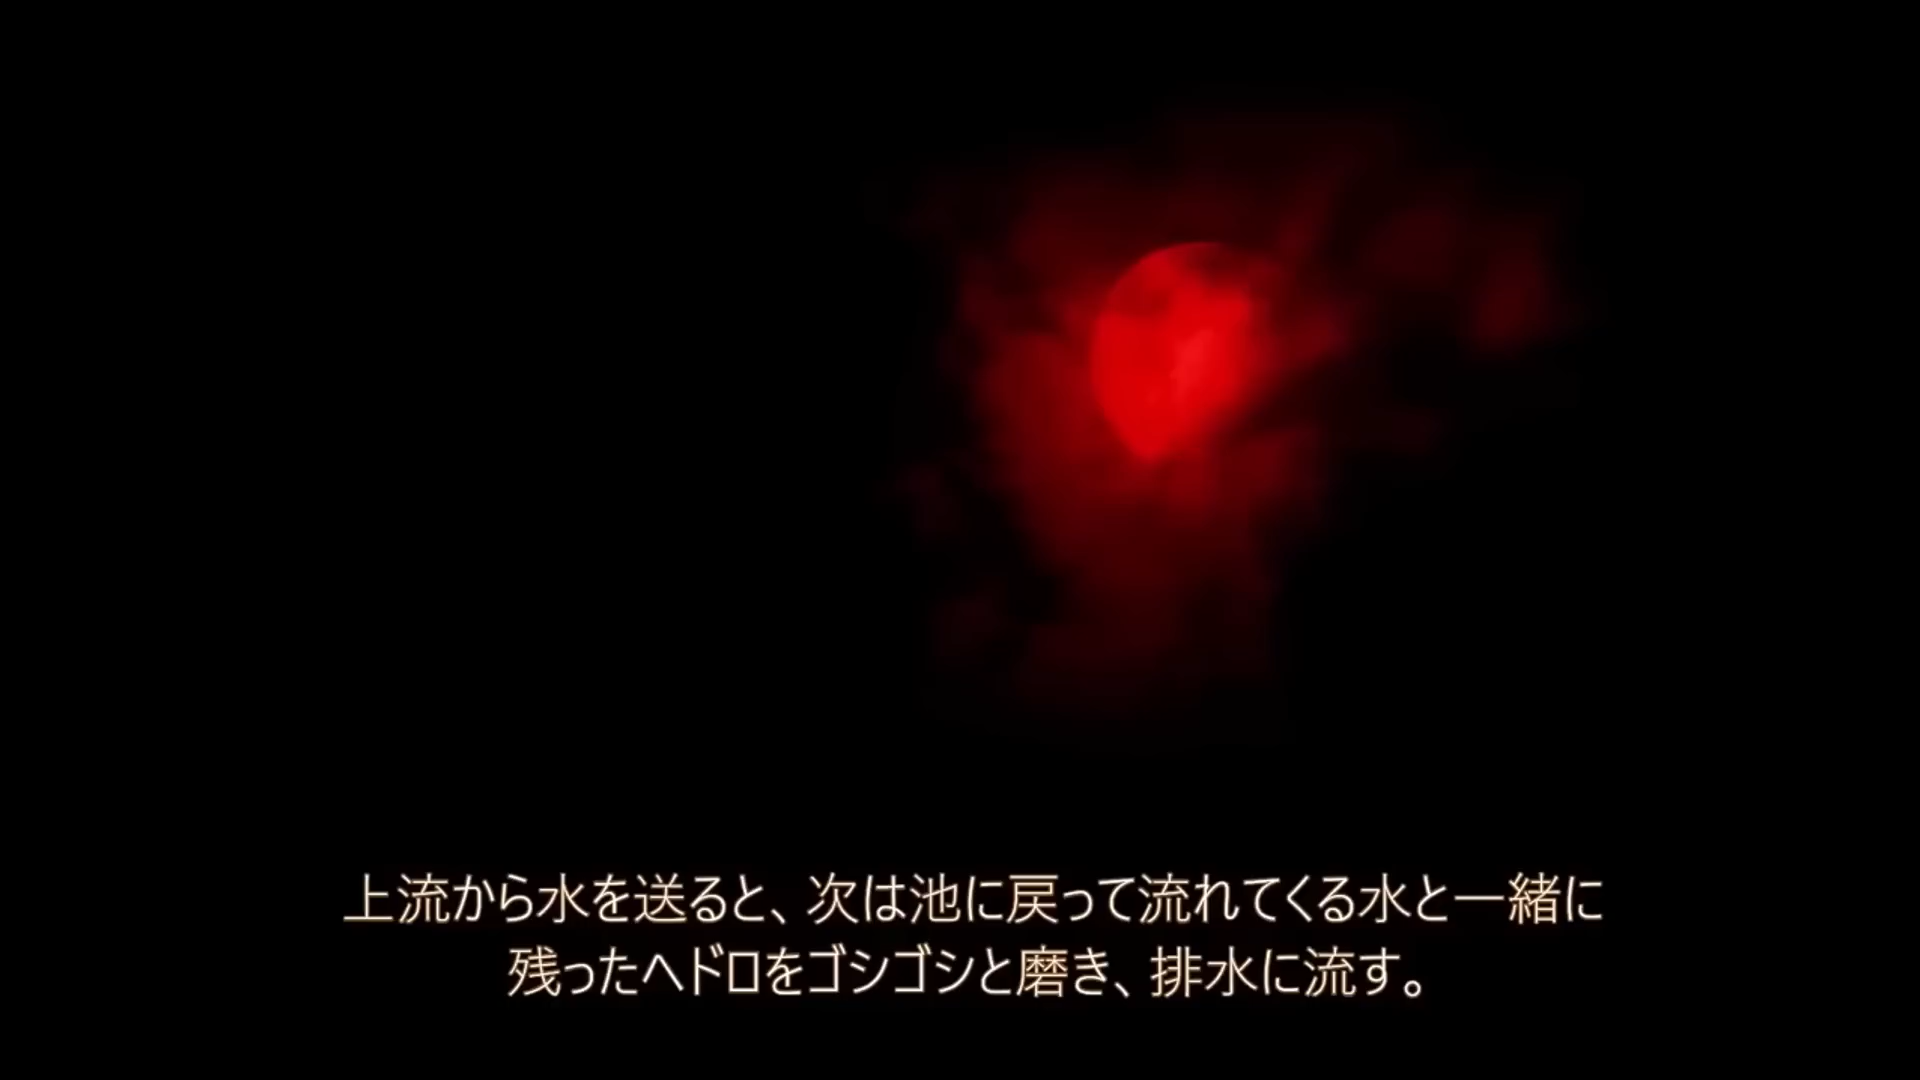 上流から水を送ると、次は池に戻って流れてくる水と一緒に
残ったヘドロをゴシゴシと磨き、排水に流す。